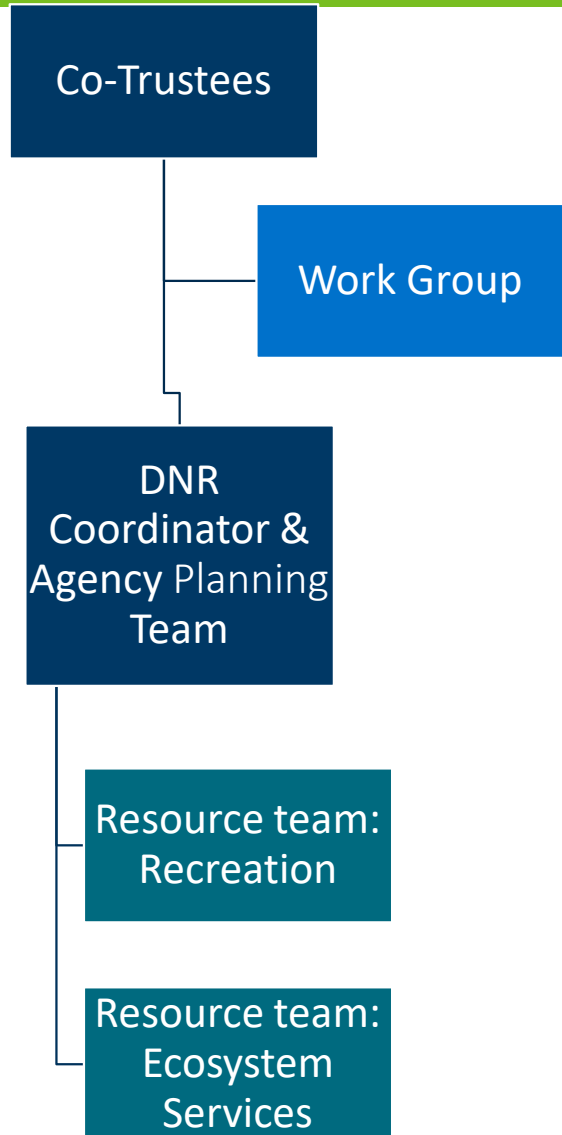 Co-Trustees
Work Group
DNR
Coordinator &
Agency Planning
Team
Resource team:
Recreation
Resource team:
Ecosystem
Services